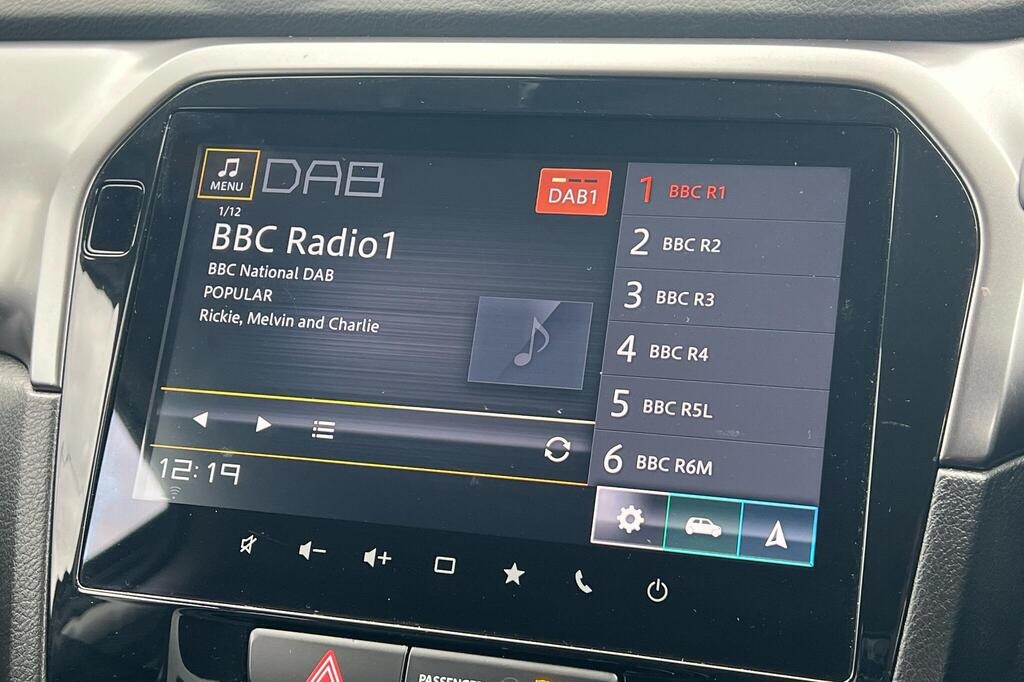 MENU
DAB
DAB1
1/12
BBC Radio1
BBC National DAB
POPULAR
Rickie, Melvin and Charlie
1 BBC R1
2 BBC R2
3 BBC R3
4 BBC R4
5 BBC R5L
6 BBC R6M
12:19